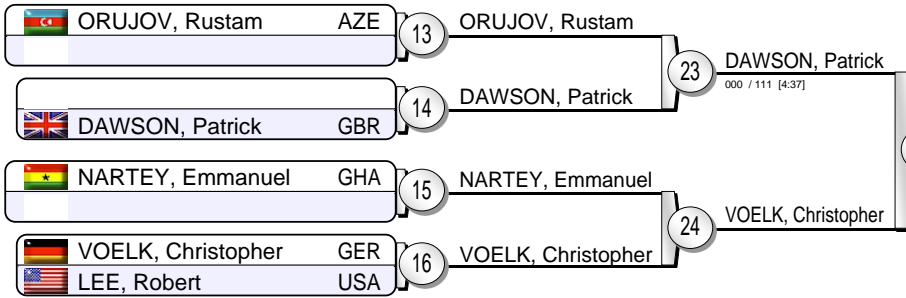 ORUJOV, Rustam AZE
13
ORUJOV, Rustam
23
DAWSON, Patrick
000 / 111 [4:37]
14
DAWSON, Patrick
DAWSON, Patrick GBR
NARTEY, Emmanuel GHA
15
NARTEY, Emmanuel
24
VOELK, Christopher
VOELK, Christopher GER
16
VOELK, Christopher
LEE, Robert USA